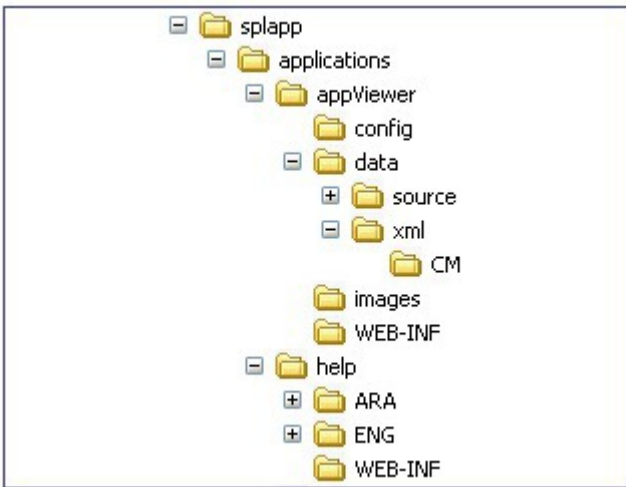 splapp
applications
appViewer
config
data
source
xml
CM
images
WEB-INF
help
ARA
ENG
WEB-INF